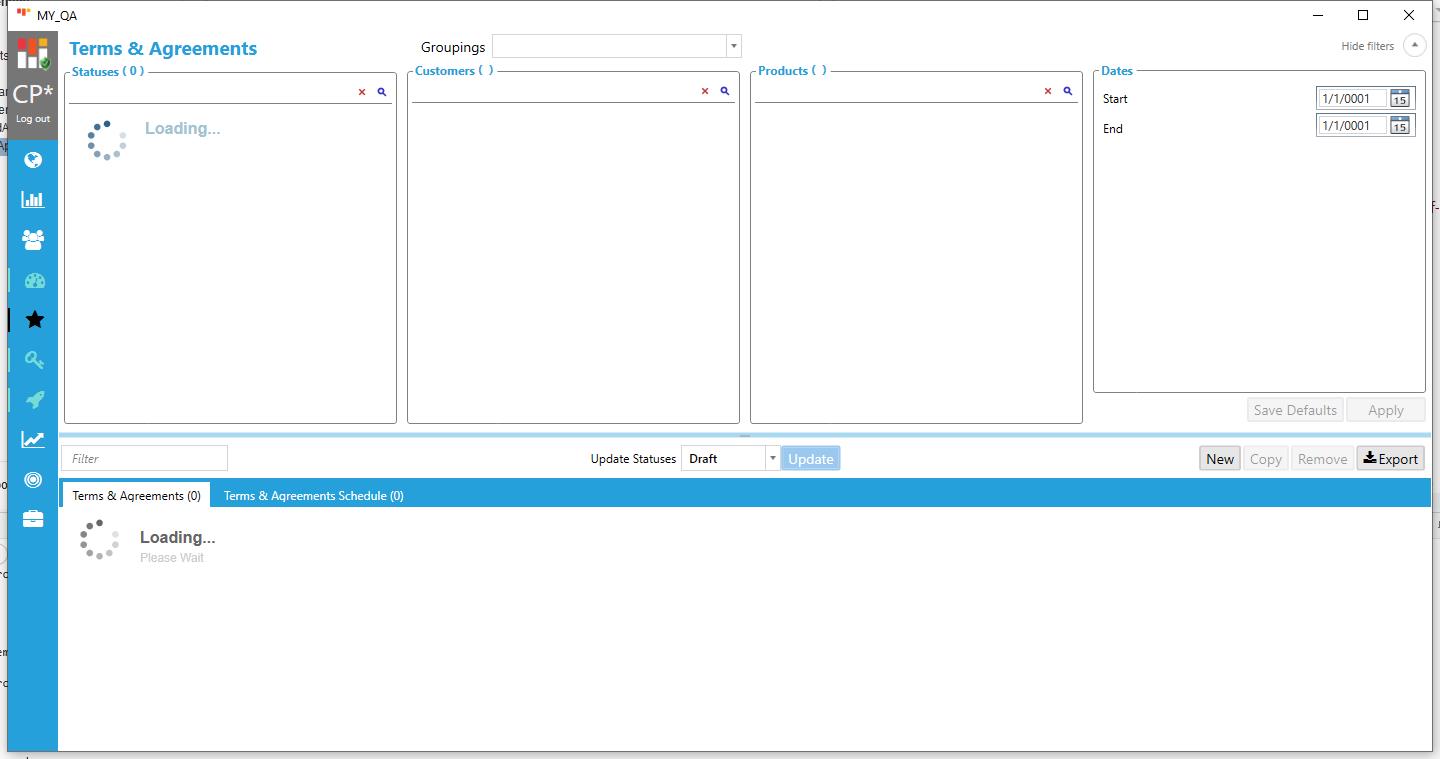 MY_QA
CP*
Log out
Terms & Agreements
Groupings
Hide filters
Statuses ( 0 )
Customers ( )
Products ( )
Dates
Loading...
Start
1/1/0001
15
End
1/1/0001
15
Save Defaults
Apply
Filter
Update Statuses
Draft
Update
New
Copy
Remove
Export
Terms & Agreements (0)
Terms & Agreements Schedule (0)
Loading...
Please Wait